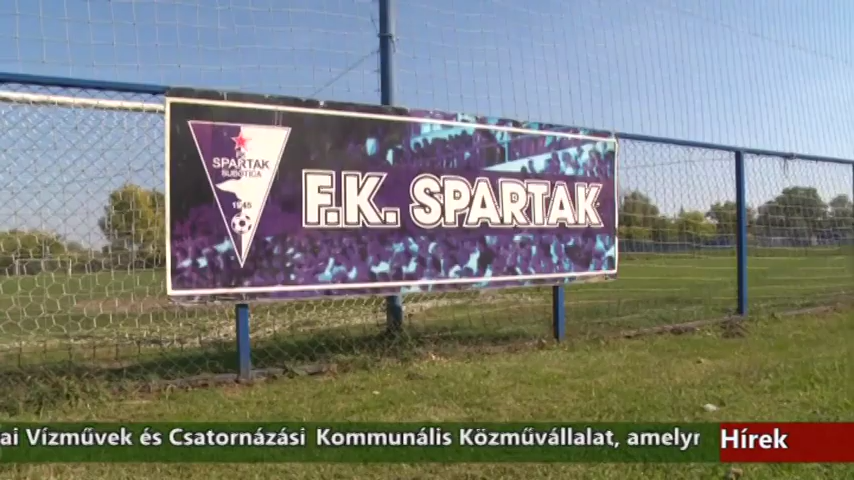 SPARTAK
SUBOTICA
1945
F.K. SPARTAK
ai Vízművek és Csatornázási Kommunális Közművállalat, amelyr
Hírek